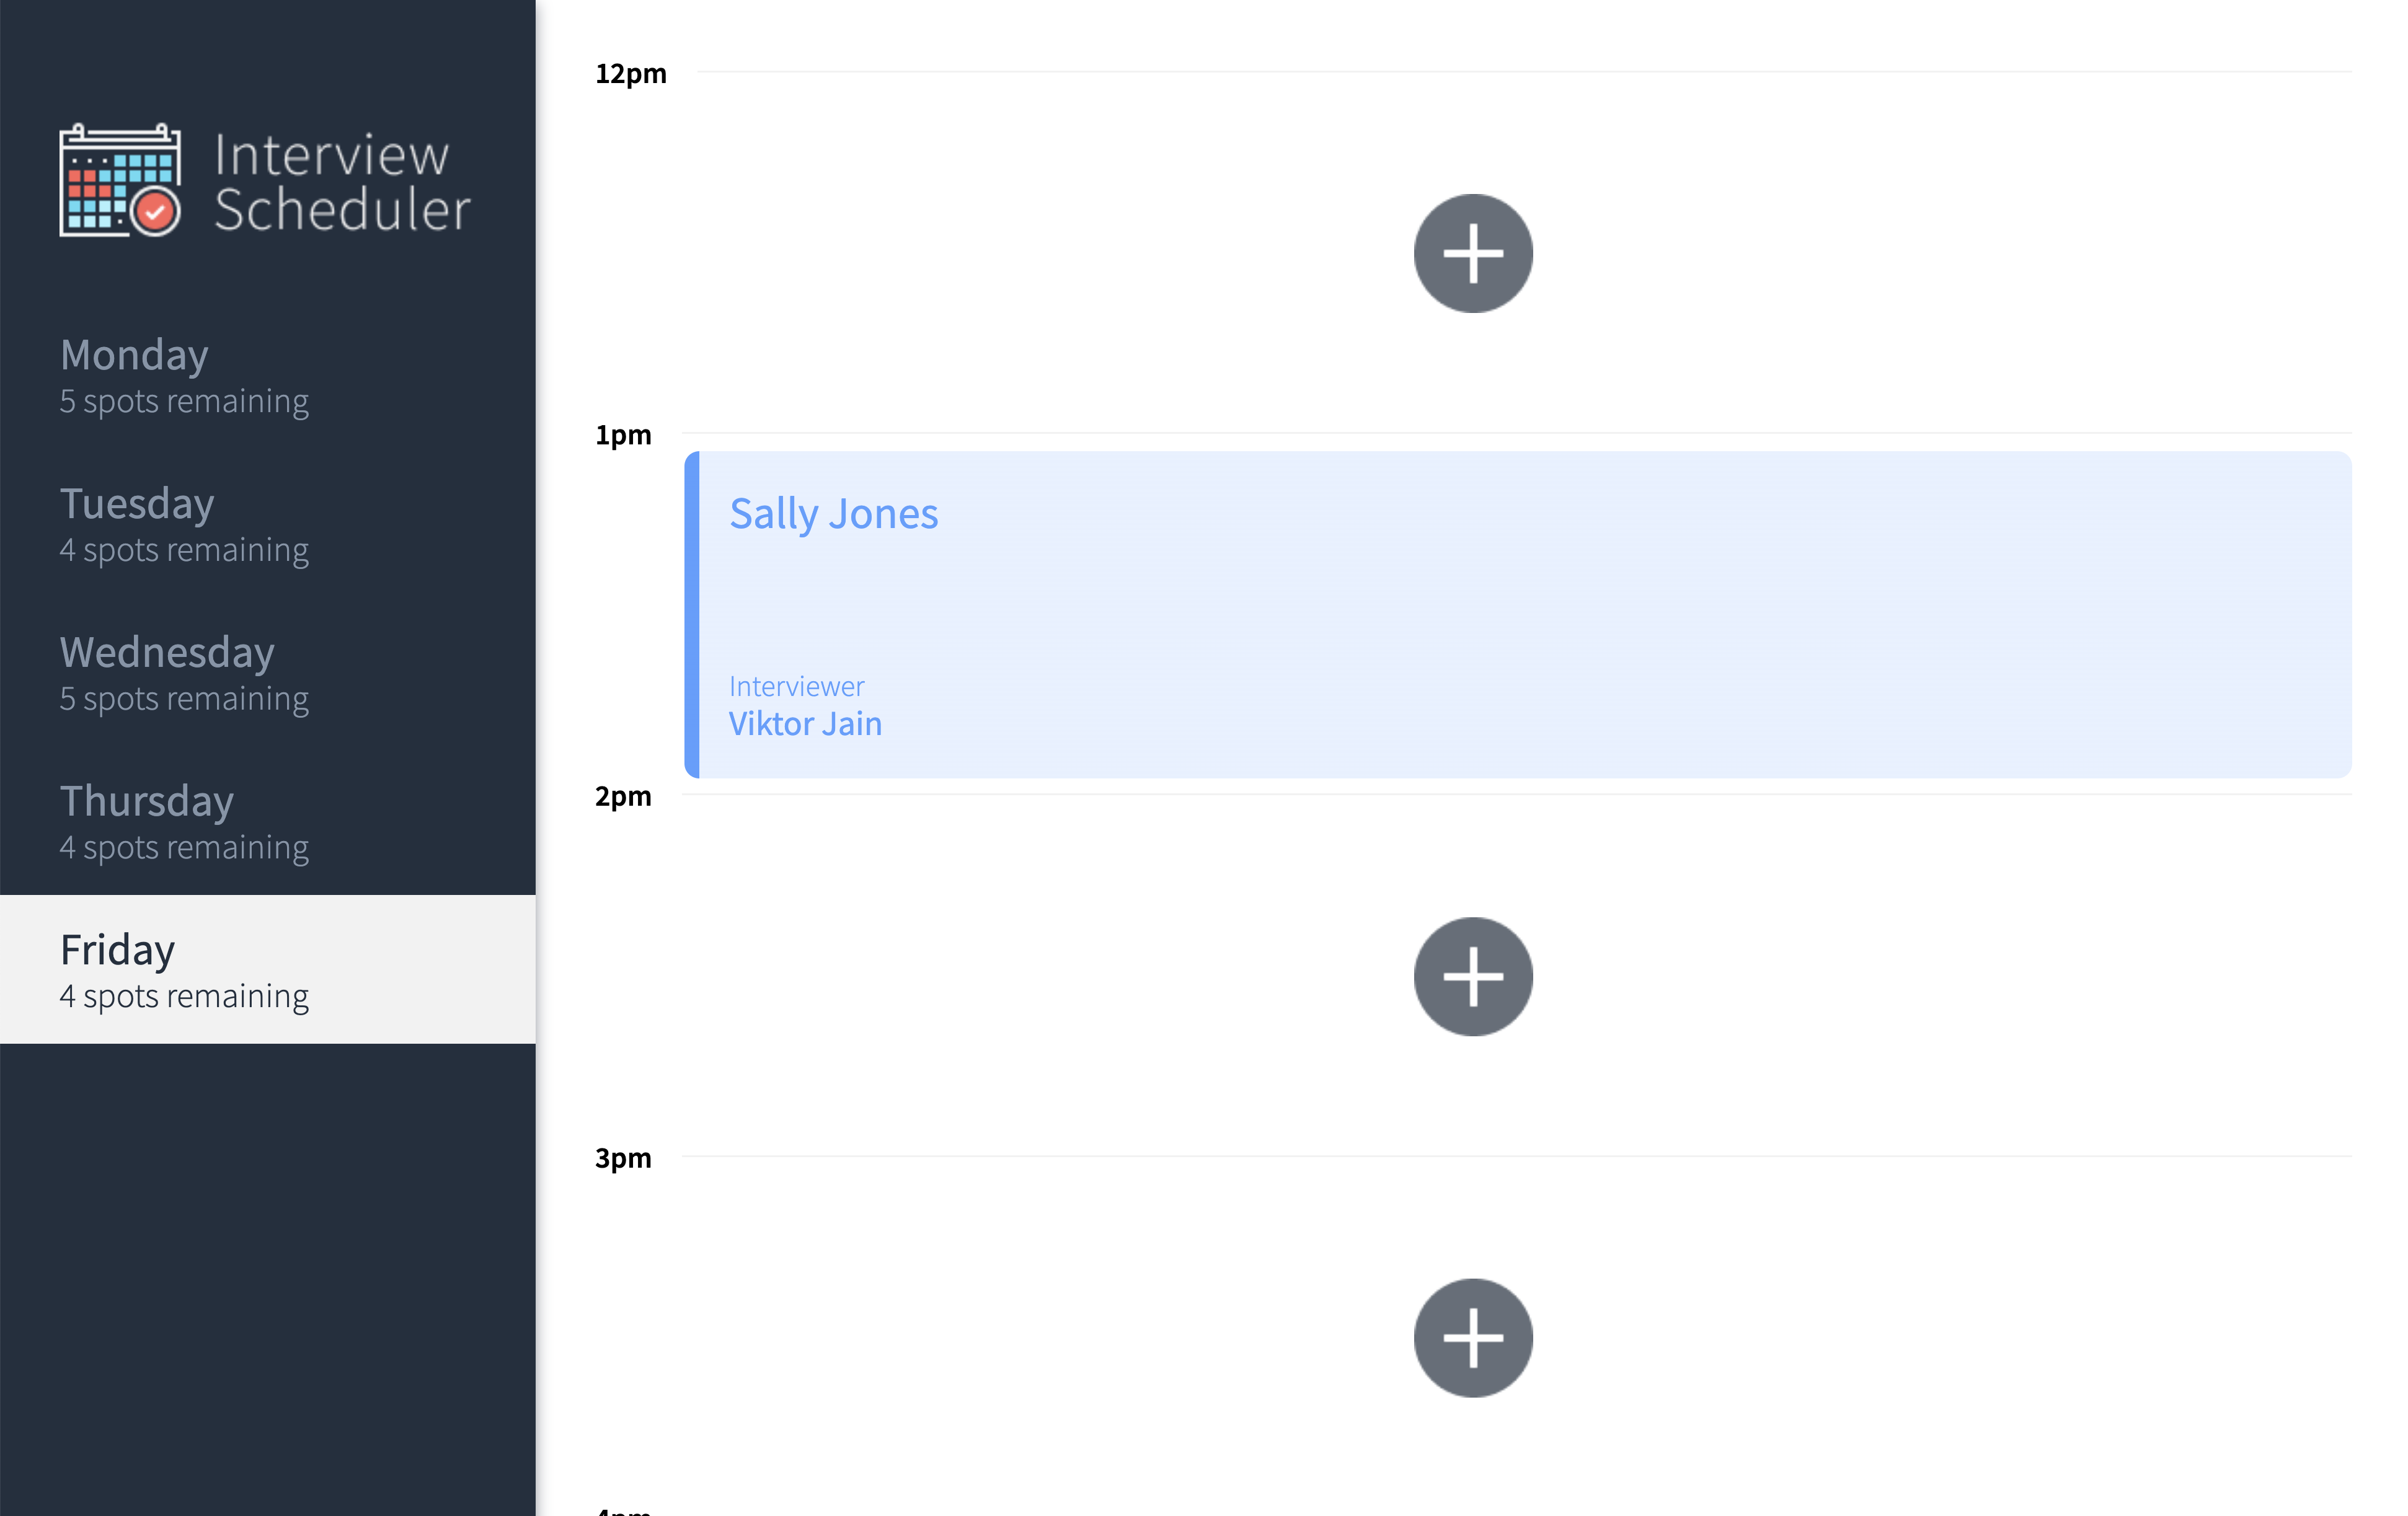 Interview
Scheduler
Monday
5 spots remaining
Tuesday
4 spots remaining
Wednesday
5 spots remaining
Thursday
4 spots remaining
Friday
4 spots remaining
12pm
1pm
Sally Jones
Interviewer
Viktor Jain
2pm
3pm
4pm